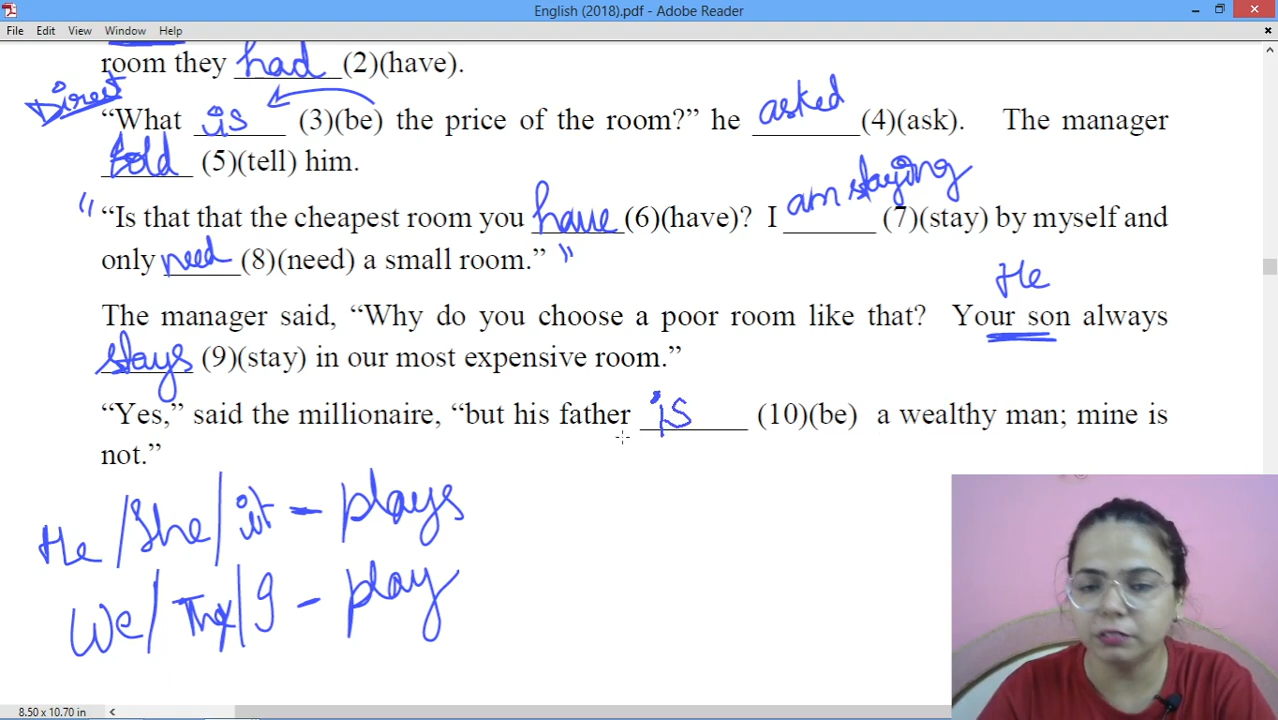 English (2018).pdf - Adobe Reader
File Edit View Window Help
room they had (2)(have).
Direct
"What is (3)(be) the price of the room?" he asked (4)(ask). The manager
told (5)(tell) him.
" "Is that that the cheapest room you have (6)(have)? I am staying (7)(stay) by myself and
only need (8)(need) a small room." "
He
The manager said, "Why do you choose a poor room like that? Your son always
stays (9)(stay) in our most expensive room."
"Yes," said the millionaire, "but his father is (10)(be) a wealthy man; mine is
not."
He/She/it - plays
We/They/I - play
8.50 x 10.70 in